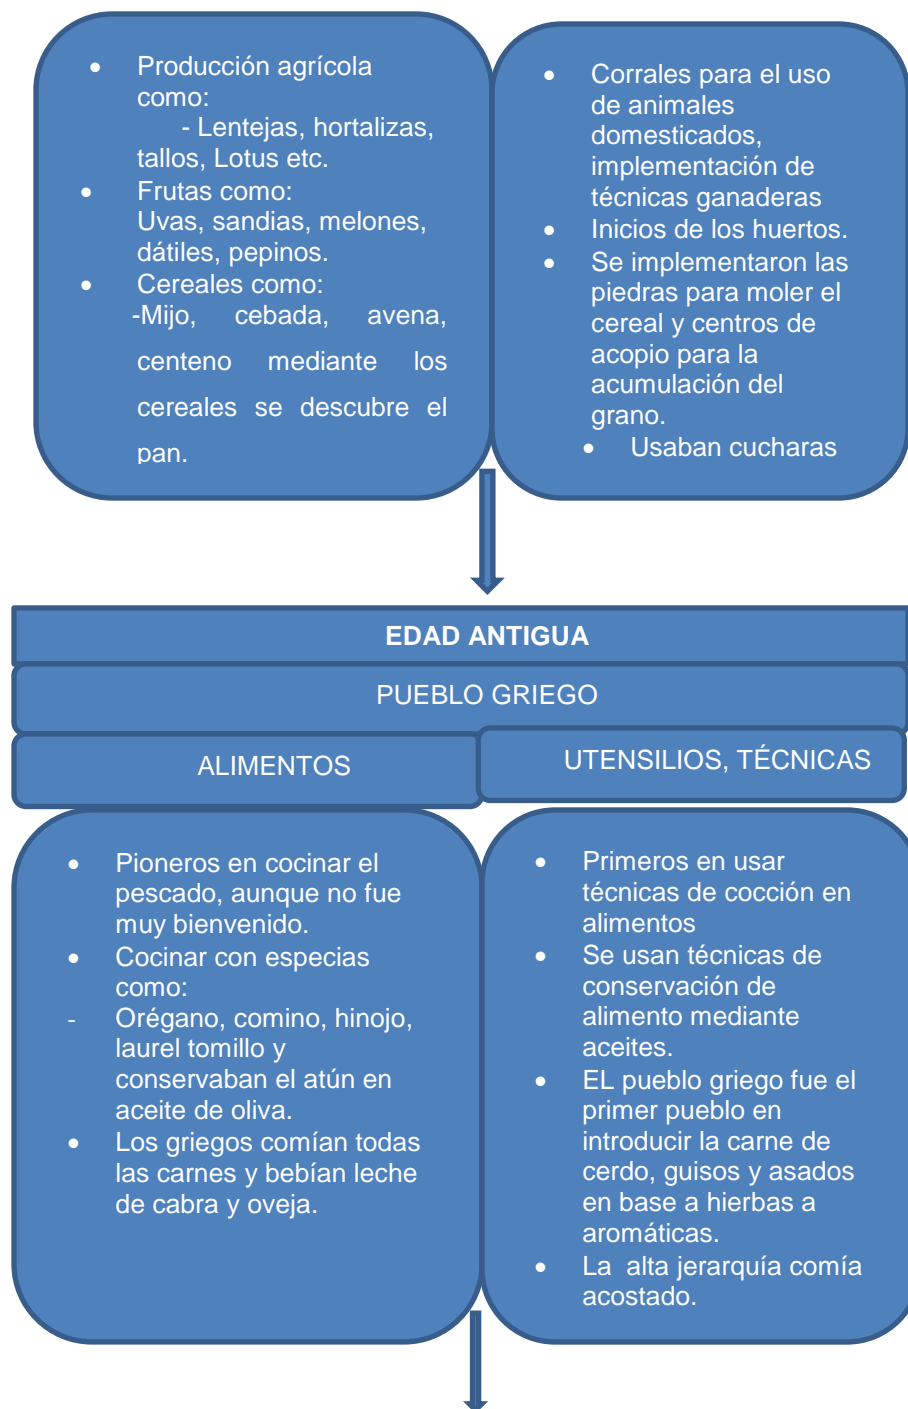 • Producción agrícola
como:
- Lentejas, hortalizas,
tallos, Lotus etc.
• Frutas como:
Uvas, sandias, melones,
dátiles, pepinos.
• Cereales como:
-Mijo, cebada, avena,
centeno mediante los
cereales se descubre el
pan.
• Corrales para el uso
de animales
domesticados,
implementación de
técnicas ganaderas
• Inicios de los huertos.
• Se implementaron las
piedras para moler el
cereal y centros de
acopio para la
acumulación del
grano.
• Usaban cucharas
EDAD ANTIGUA
PUEBLO GRIEGO
ALIMENTOS
UTENSILIOS, TÉCNICAS
• Pioneros en cocinar el
pescado, aunque no fue
muy bienvenido.
• Cocinar con especias
como:
- Orégano, comino, hinojo,
laurel tomillo y
conservaban el atún en
aceite de oliva.
• Los griegos comían todas
las carnes y bebían leche
de cabra y oveja.
• Primeros en usar
técnicas de cocción en
alimentos
• Se usan técnicas de
conservación de
alimento mediante
aceites.
• EL pueblo griego fue el
primer pueblo en
introducir la carne de
cerdo, guisos y asados
en base a hierbas a
aromáticas.
• La alta jerarquía comía
acostado.